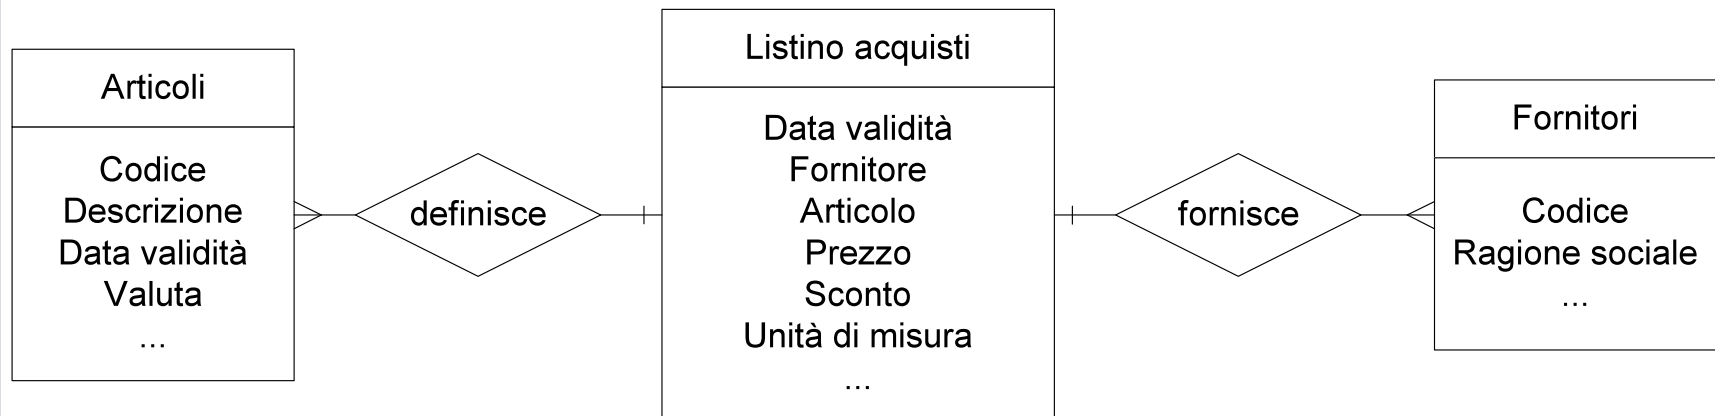 Articoli
Codice
Descrizione
Data validità
Valuta
...
definisce
Listino acquisti
Data validità
Fornitore
Articolo
Prezzo
Sconto
Unità di misura
...
fornisce
Fornitori
Codice
Ragione sociale
...